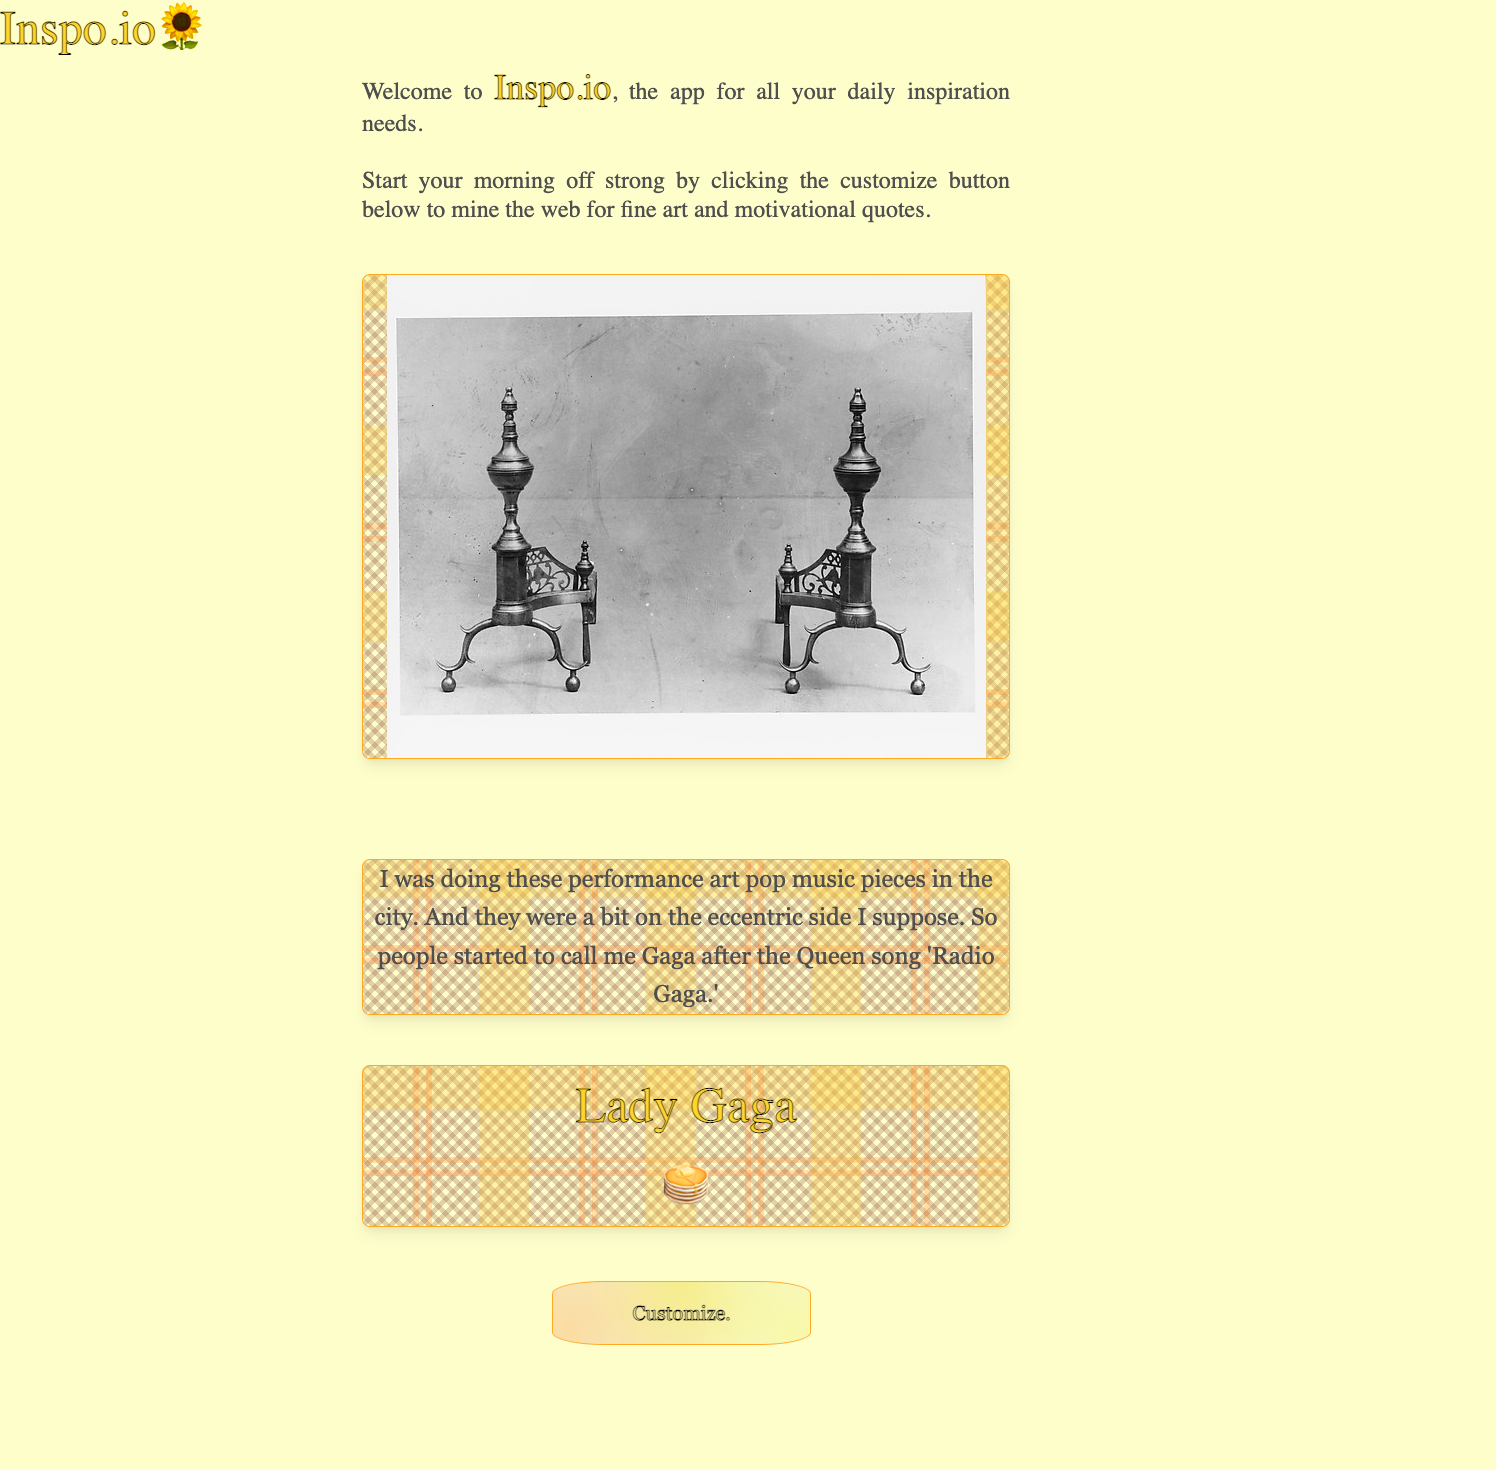 Inspo.io
Welcome to Inspo.io, the app for all your daily inspiration
needs.
Start your morning off strong by clicking the customize button
below to mine the web for fine art and motivational quotes.
I was doing these performance art pop music pieces in the
city. And they were a bit on the eccentric side I suppose. So
people started to call me Gaga after the Queen song 'Radio
Gaga.'
Lady Gaga
Customize.